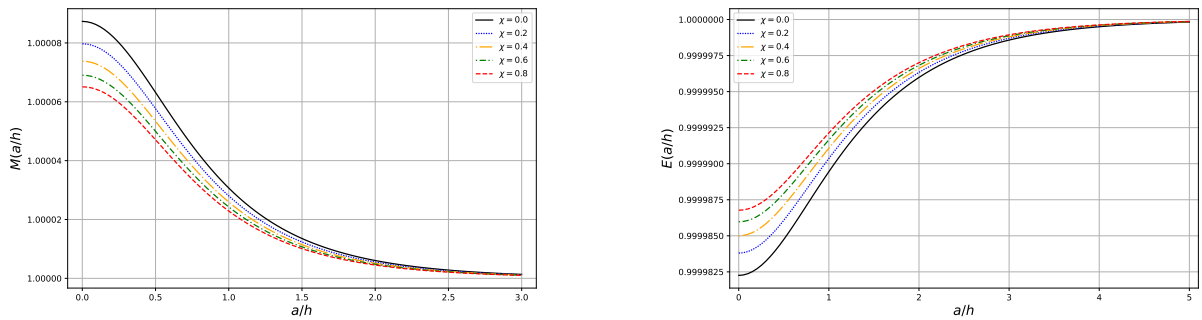 χ = 0.0
χ = 0.2
χ = 0.4
χ = 0.6
χ = 0.8
1.00008
1.00006
1.00004
1.00002
1.00000
M(a/h)
0.0 0.5 1.0 1.5 2.0 2.5 3.0
a/h
χ = 0.0
χ = 0.2
χ = 0.4
χ = 0.6
χ = 0.8
1.0000000
0.9999975
0.9999950
0.9999925
0.9999900
0.9999875
0.9999850
0.9999825
E(a/h)
0 1 2 3 4 5
a/h